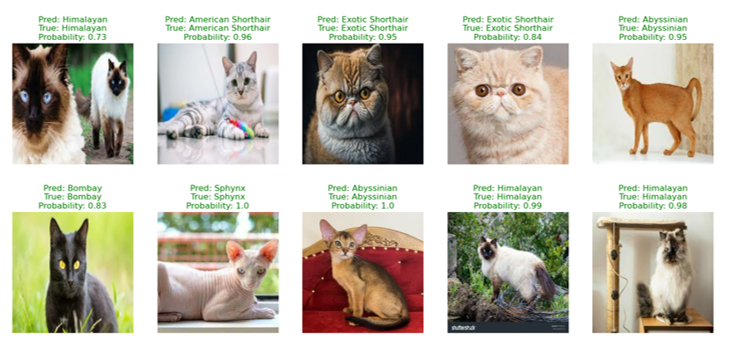 Pred: Himalayan
True: Himalayan
Probability: 0.73
Pred: American Shorthair
True: American Shorthair
Probability: 0.96
Pred: Exotic Shorthair
True: Exotic Shorthair
Probability: 0.95
Pred: Exotic Shorthair
True: Exotic Shorthair
Probability: 0.84
Pred: Abyssinian
True: Abyssinian
Probability: 0.95
Pred: Bombay
True: Bombay
Probability: 0.83
Pred: Sphynx
True: Sphynx
Probability: 1.0
Pred: Abyssinian
True: Abyssinian
Probability: 1.0
Pred: Himalayan
True: Himalayan
Probability: 0.99
shutterstock
Pred: Himalayan
True: Himalayan
Probability: 0.98